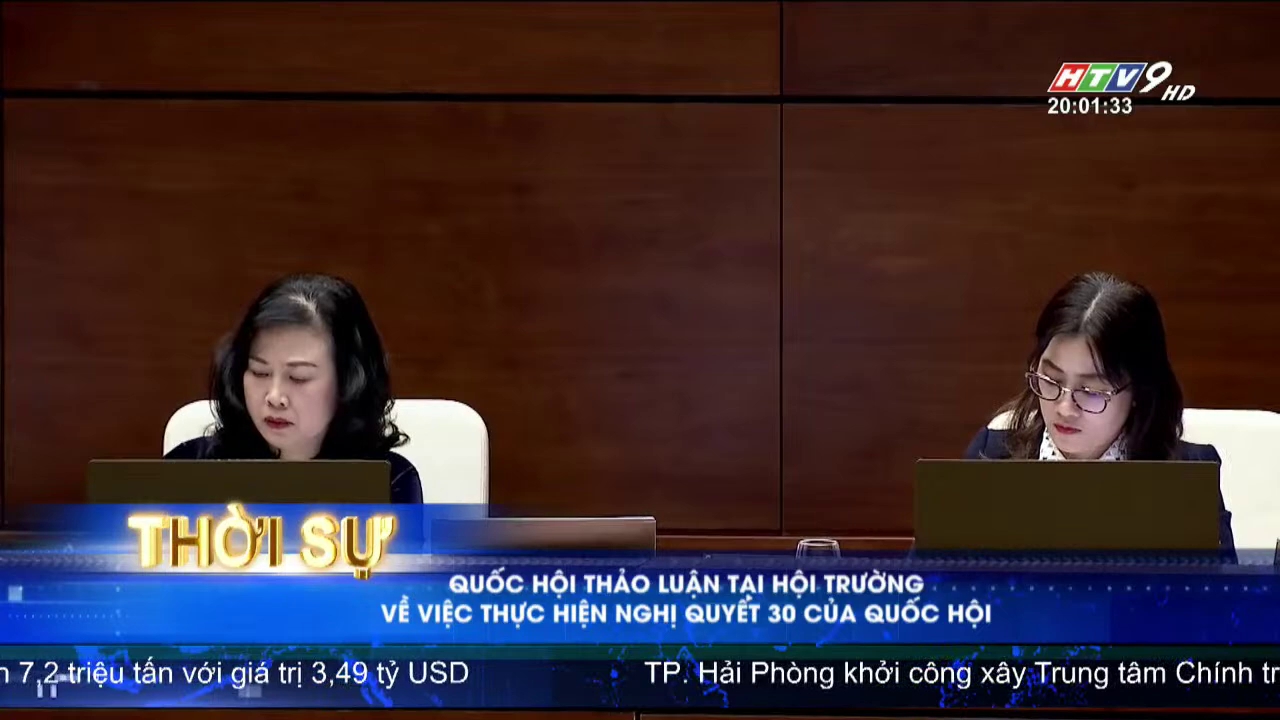 HTV9 HD
20:01:33
THỜI SỰ
QUỐC HỘI THẢO LUẬN TẠI HỘI TRƯỜNG
VỀ VIỆC THỰC HIỆN NGHỊ QUYẾT 30 CỦA QUỐC HỘI
7,2 triệu tấn với giá trị 3,49 tỷ USD
TP. Hải Phòng khởi công xây Trung tâm Chính